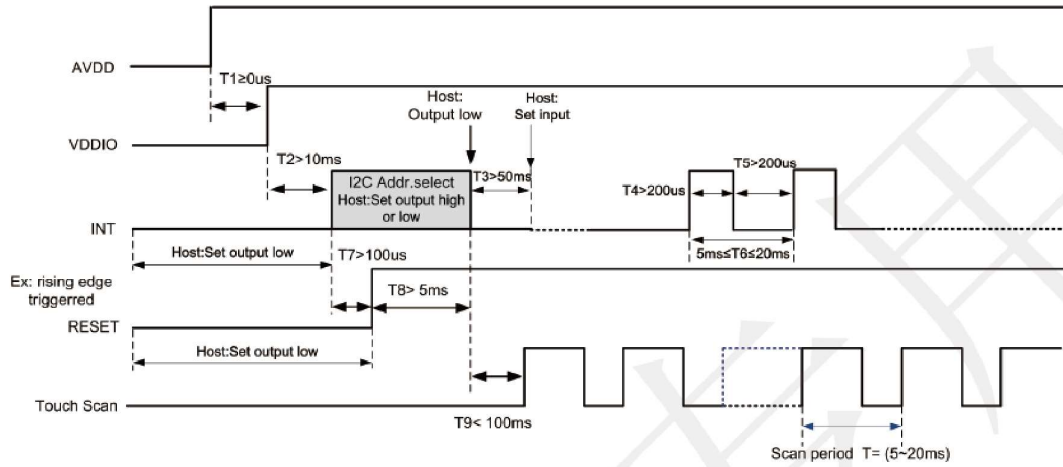 AVDD
T1≥0us
VDDIO
Host:
Output low
Host:
Set input
T2>10ms
I2C Addr.select
Host:Set output high
or low
T3>50ms
T4>200us
T5>200us
INT
Host:Set output low
T7>100us
5ms≤T6≤20ms
Ex: rising edge
triggerred
T8> 5ms
RESET
Host:Set output low
Touch Scan
T9< 100ms
Scan period T= (5~20ms)